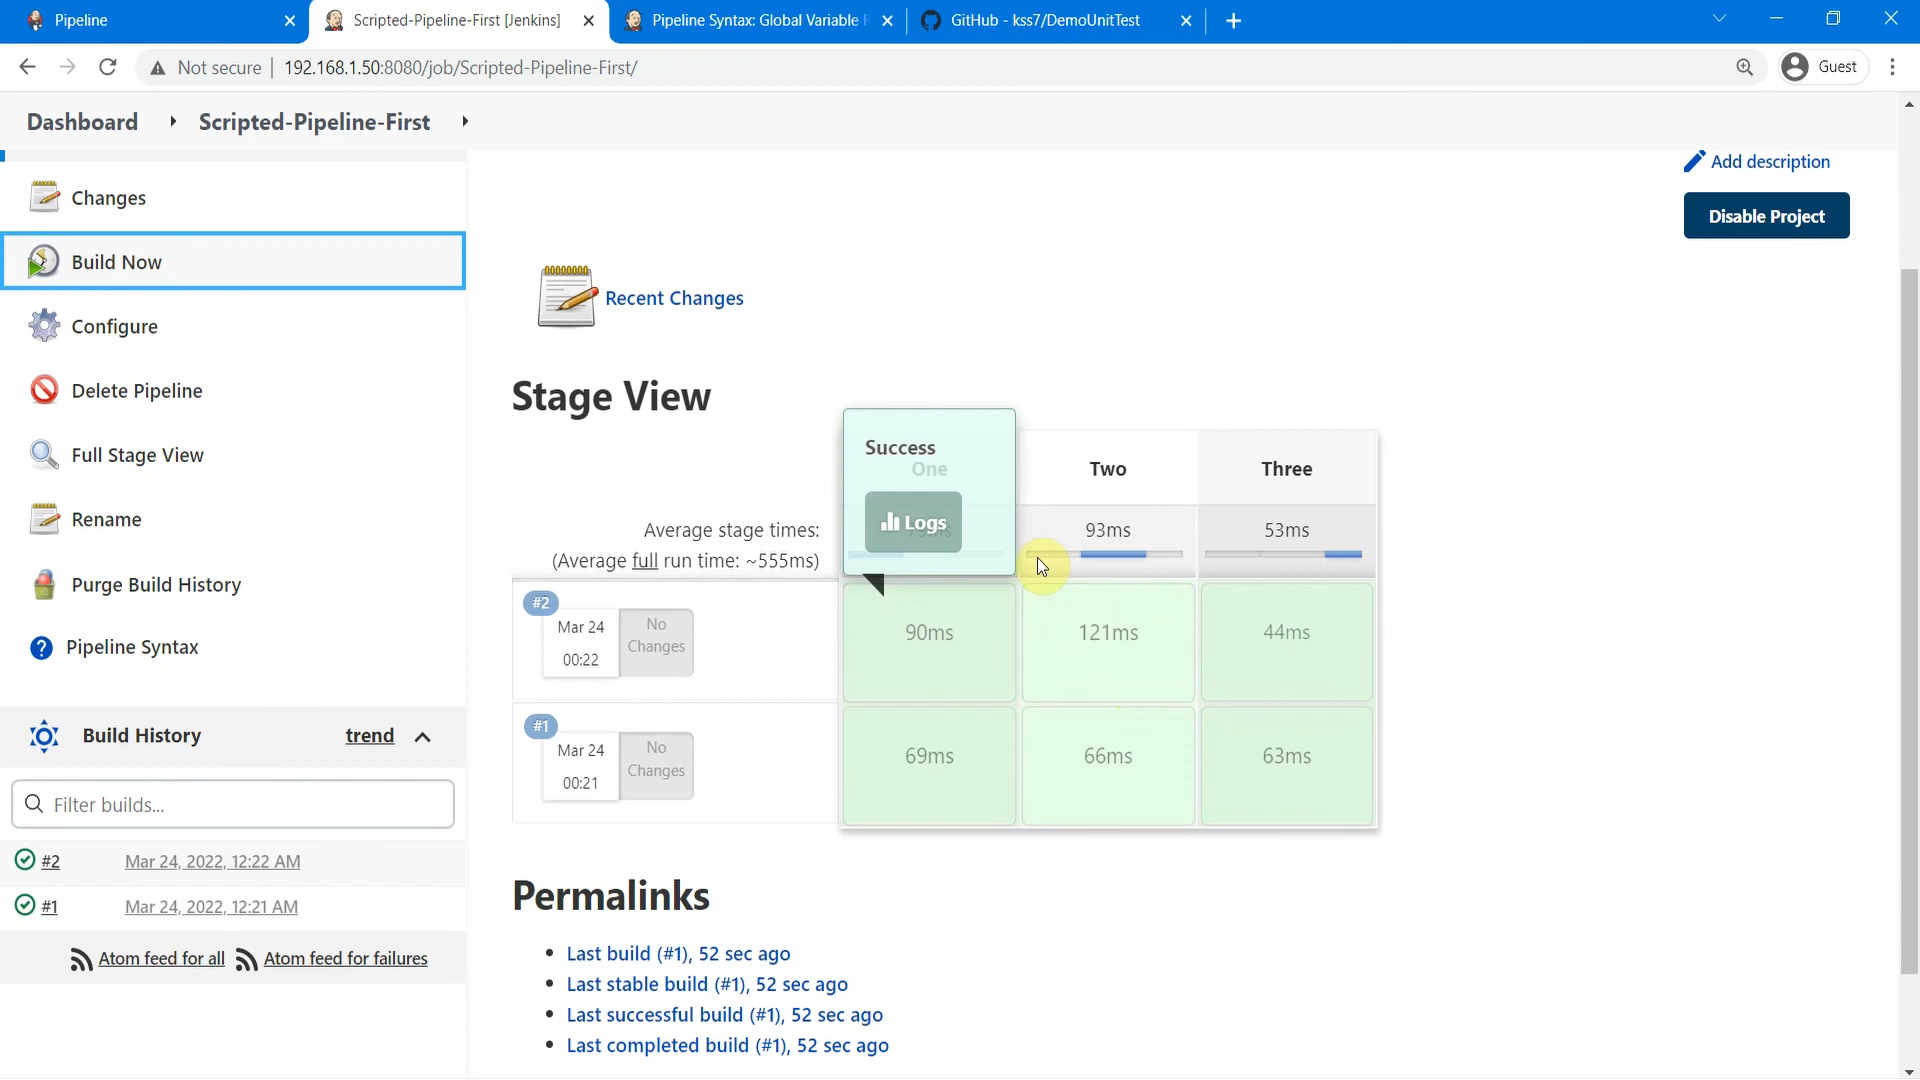 Pipeline
Scripted-Pipeline-First [Jenkins]
Pipeline Syntax: Global Variable R
GitHub - kss7/DemoUnitTest
Not secure
192.168.1.50:8080/job/Scripted-Pipeline-First/
Guest
Dashboard
Scripted-Pipeline-First
Changes
Build Now
Configure
Delete Pipeline
Full Stage View
Rename
Purge Build History
Pipeline Syntax
Build History
trend
Filter builds...
#2 Mar 24, 2022, 12:22 AM
#1 Mar 24, 2022, 12:21 AM
Atom feed for all
Atom feed for failures
Add description
Disable Project
Recent Changes
Stage View
Success
One
Two
Three
Logs
Average stage times:
(Average full run time: ~555ms)
93ms
53ms
#2
Mar 24
00:22
No
Changes
90ms
121ms
44ms
#1
Mar 24
00:21
No
Changes
69ms
66ms
63ms
Permalinks
Last build (#1), 52 sec ago
Last stable build (#1), 52 sec ago
Last successful build (#1), 52 sec ago
Last completed build (#1), 52 sec ago